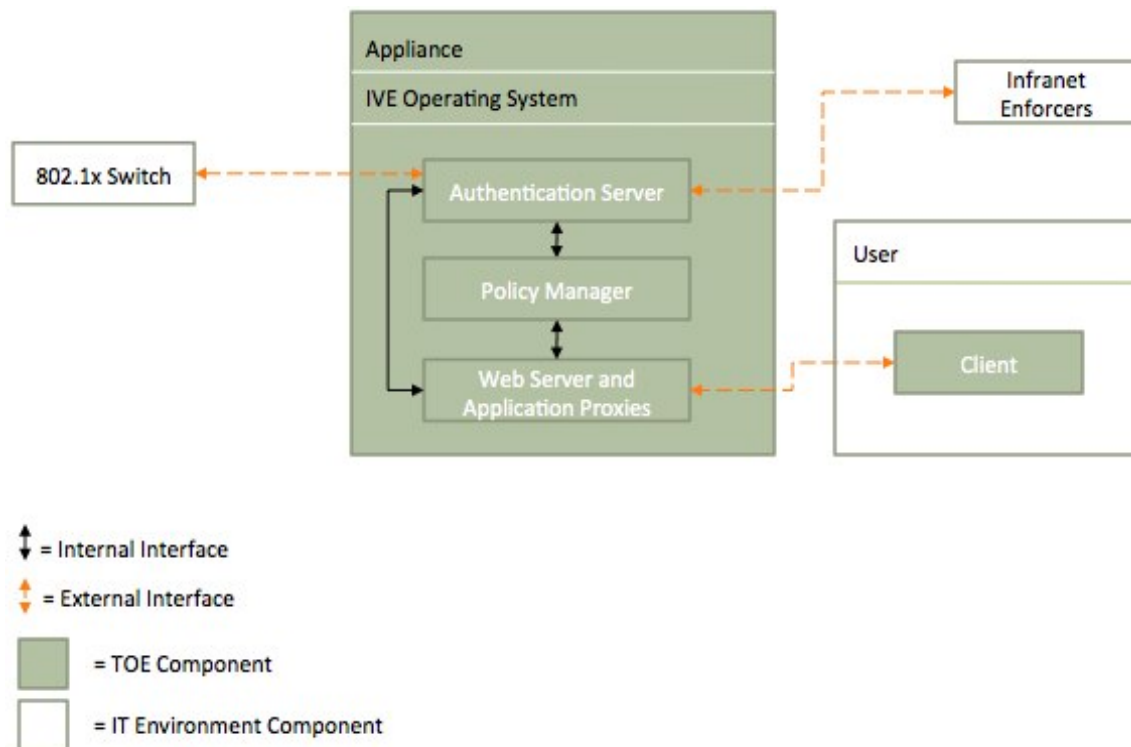 Appliance
IVE Operating System
Infranet
Enforcers
802.1x Switch
Authentication Server
User
Policy Manager
Client
Web Server and
Application Proxies
= Internal Interface
= External Interface
= TOE Component
= IT Environment Component